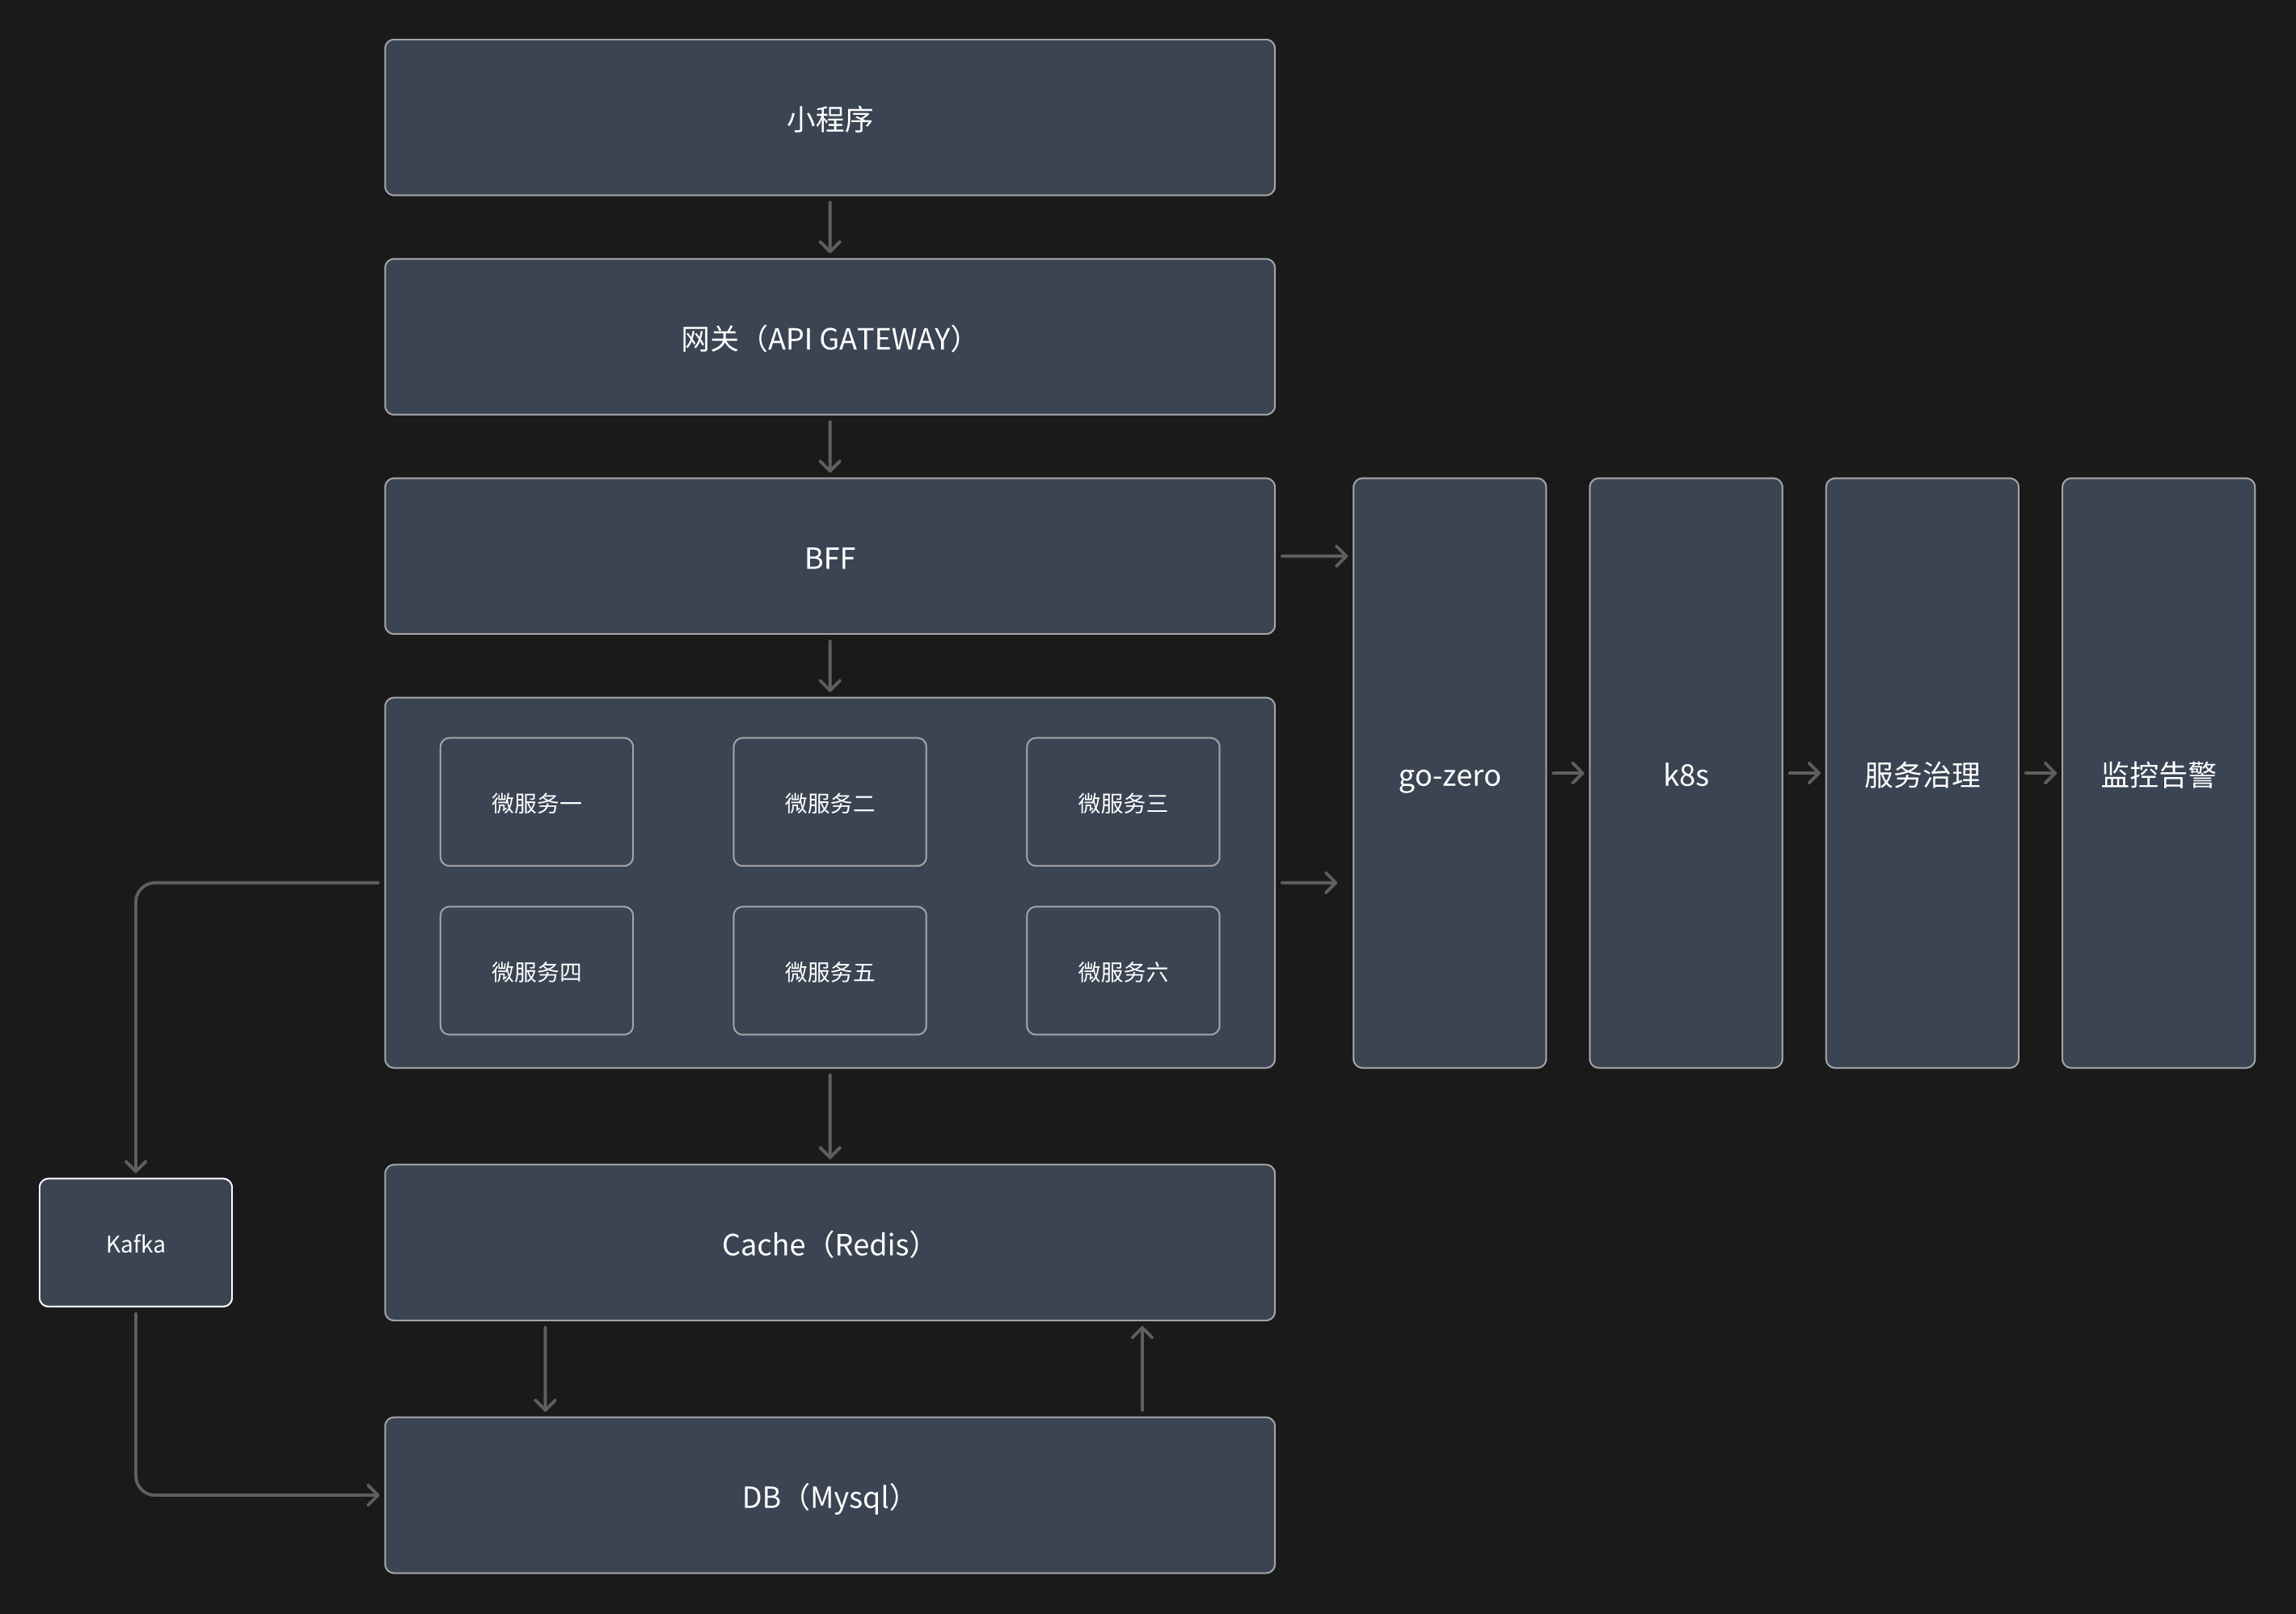 小程序
网关（API GATEWAY）
BFF
微服务一
微服务二
微服务三
微服务四
微服务五
微服务六
go-zero
k8s
服务治理
监控告警
Kafka
Cache（Redis）
DB（Mysql）